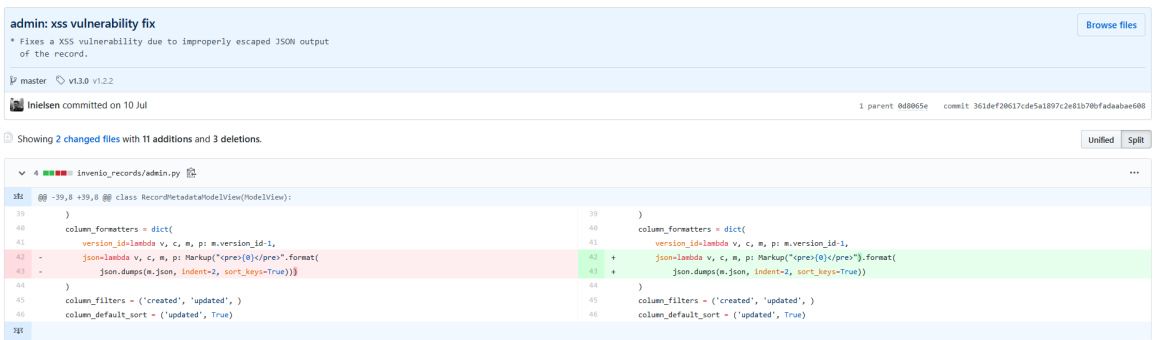 admin: xss vulnerability fix
Browse files
* Fixes a XSS vulnerability due to improperly escaped JSON output
of the record.
master v1.3.0 v1.2.2
lnielsen committed on 10 Jul
1 parent 0d8065e commit 361def20617cde5a1897c2e81b70bfadaabae608
Showing 2 changed files with 11 additions and 3 deletions.
Unified Split
4 invenio_records/admin.py
@@ -39,8 +39,8 @@ class RecordMetadataModelView(ModelView):
39 ) 39 )
40 column_formatters = dict( 40 column_formatters = dict(
41 version_id=lambda v, c, m, p: m.version_id-1, 41 version_id=lambda v, c, m, p: m.version_id-1,
42 - json=lambda v, c, m, p: Markup("<pre>{0}</pre>".format( 42 + json=lambda v, c, m, p: Markup("<pre>{0}</pre>").format(
43 - json.dumps(m.json, indent=2, sort_keys=True))) 43 + json.dumps(m.json, indent=2, sort_keys=True))
44 ) 44 )
45 column_filters = ('created', 'updated', ) 45 column_filters = ('created', 'updated', )
46 column_default_sort = ('updated', True) 46 column_default_sort = ('updated', True)